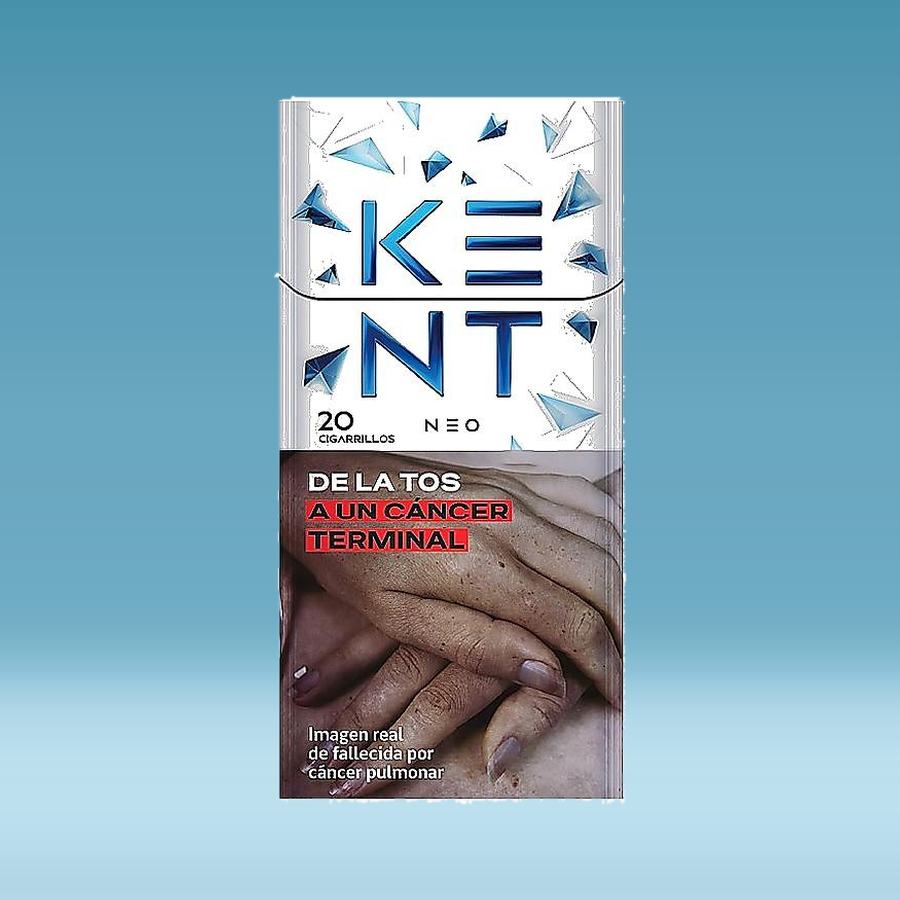 KE
NT
20
CIGARRILLOS
NEO
DE LA TOS
A UN CÁNCER
TERMINAL
Imagen real
de fallecida por
cáncer pulmonar